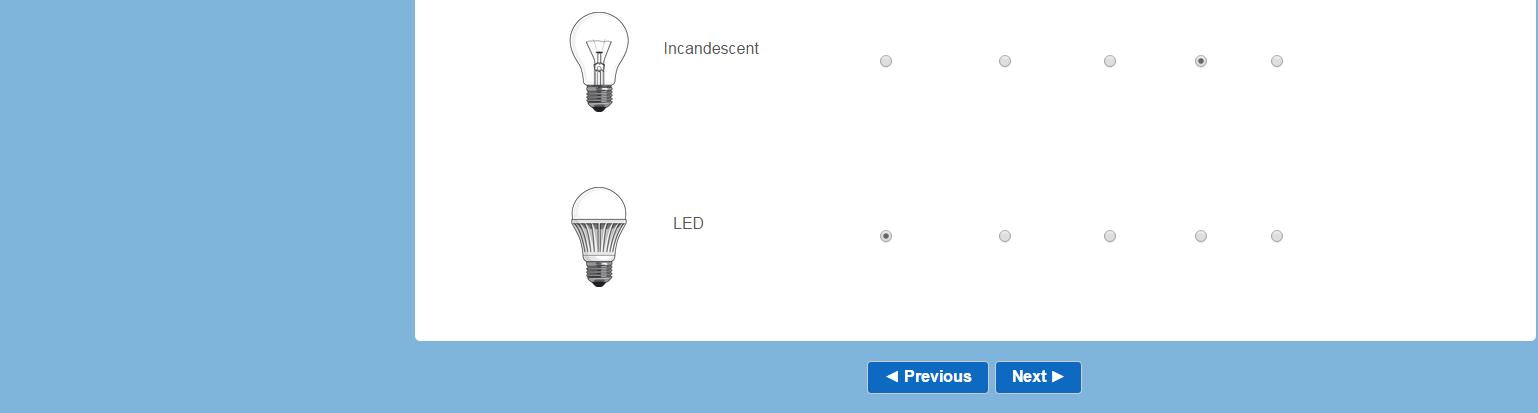 Incandescent
LED
◄ Previous
Next ►